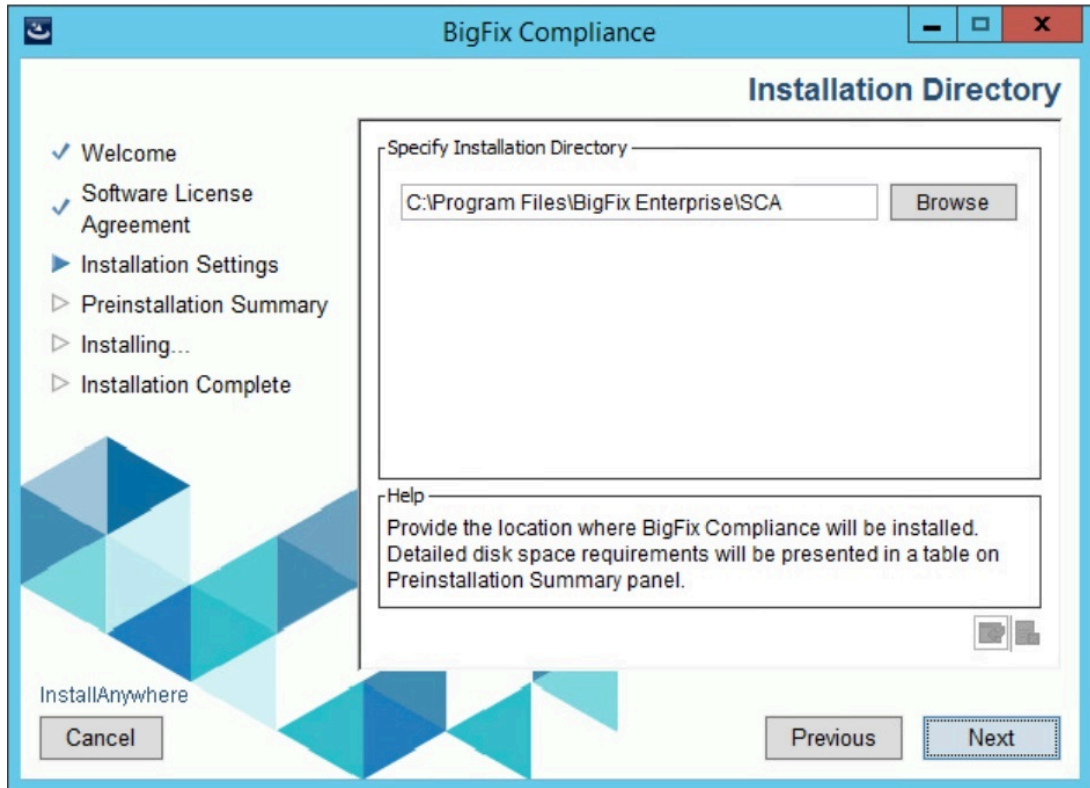 BigFix Compliance
Installation Directory
Welcome
Software License
Agreement
Installation Settings
Preinstallation Summary
Installing...
Installation Complete
Specify Installation Directory
C:\Program Files\BigFix Enterprise\SCA
Browse
Help
Provide the location where BigFix Compliance will be installed.
Detailed disk space requirements will be presented in a table on
Preinstallation Summary panel.
InstallAnywhere
Cancel
Previous
Next